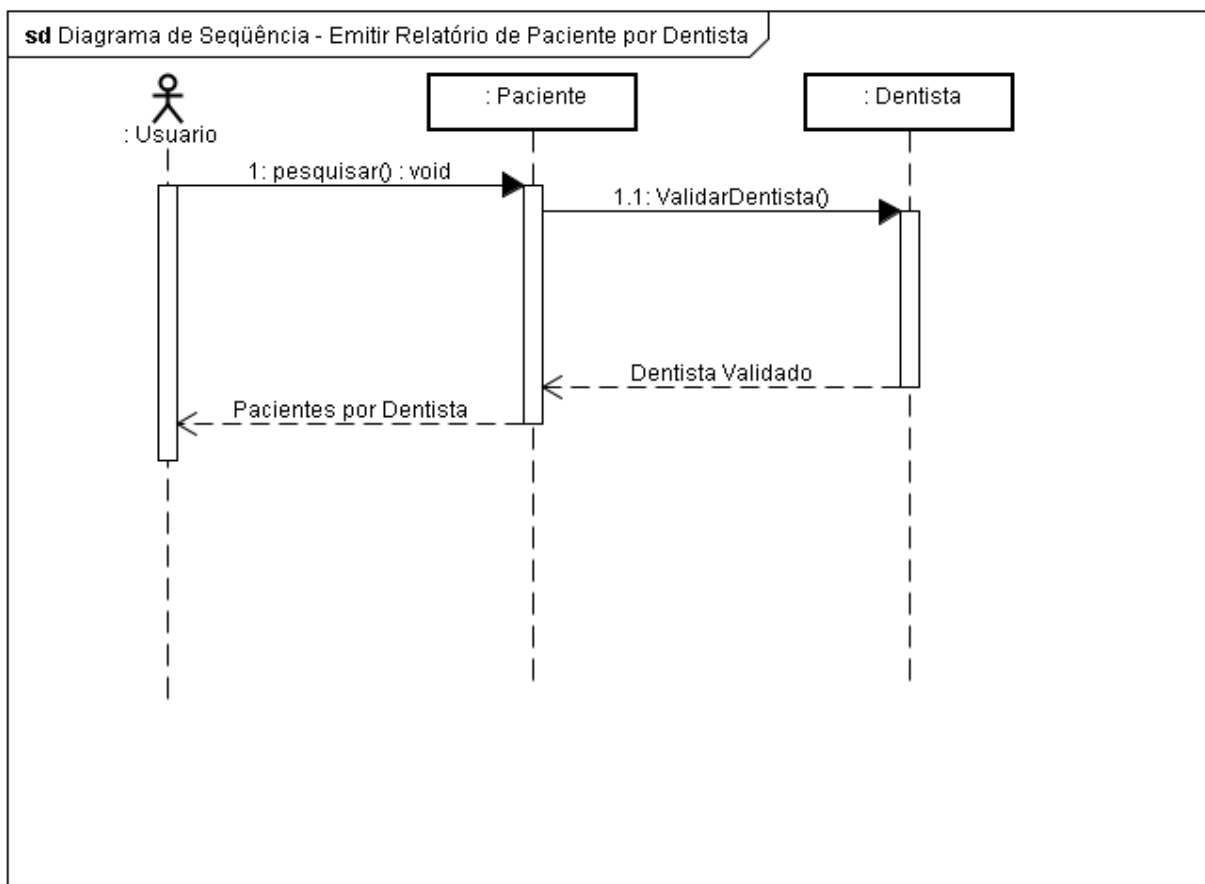 sd Diagrama de Seqüência - Emitir Relatório de Paciente por Dentista
: Usuario
: Paciente
: Dentista
1: pesquisar() : void
1.1: ValidarDentista()
Dentista Validado
Pacientes por Dentista